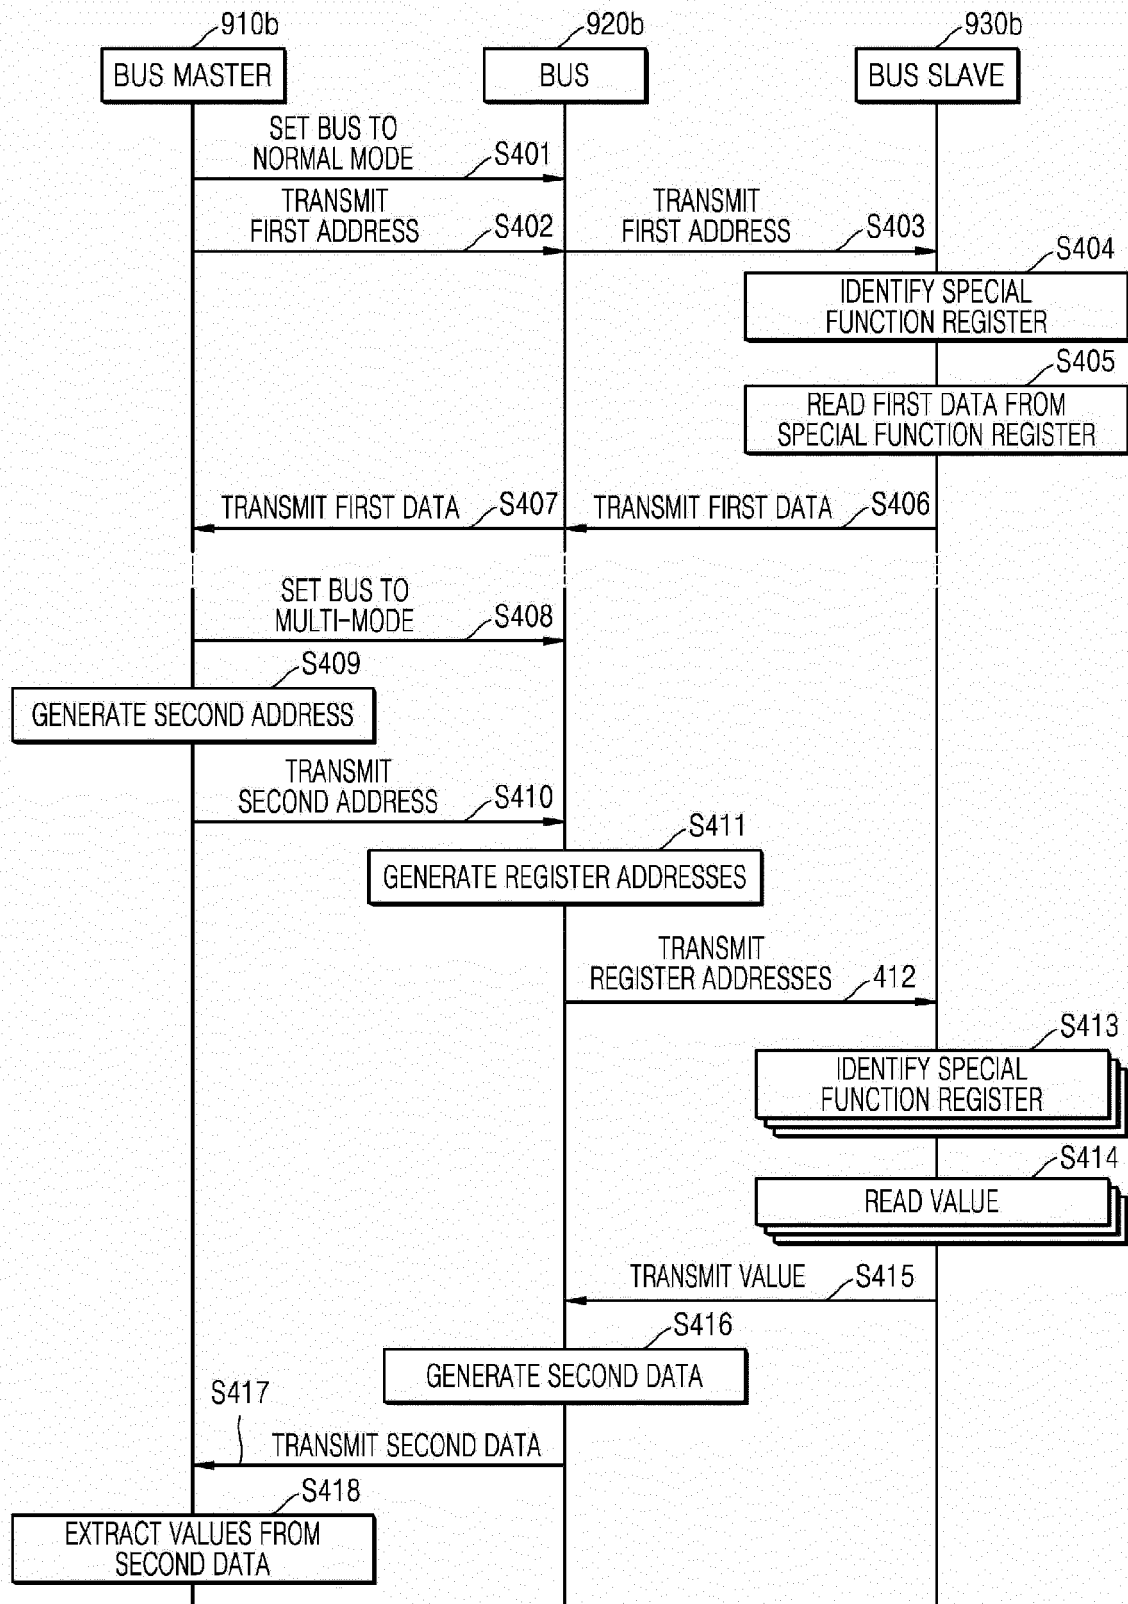 910b
920b
930b
BUS MASTER
BUS
BUS SLAVE
SET BUS TO
NORMAL MODE
S401
TRANSMIT
FIRST ADDRESS
S402
TRANSMIT
FIRST ADDRESS
S403
S404
IDENTIFY SPECIAL
FUNCTION REGISTER
S405
READ FIRST DATA FROM
SPECIAL FUNCTION REGISTER
TRANSMIT FIRST DATA
S407
TRANSMIT FIRST DATA
S406
SET BUS TO
MULTI-MODE
S408
S409
GENERATE SECOND ADDRESS
TRANSMIT
SECOND ADDRESS
S410
S411
GENERATE REGISTER ADDRESSES
TRANSMIT
REGISTER ADDRESSES
412
S413
IDENTIFY SPECIAL
FUNCTION REGISTER
S414
READ VALUE
TRANSMIT VALUE
S415
S416
GENERATE SECOND DATA
S417
TRANSMIT SECOND DATA
S418
EXTRACT VALUES FROM
SECOND DATA